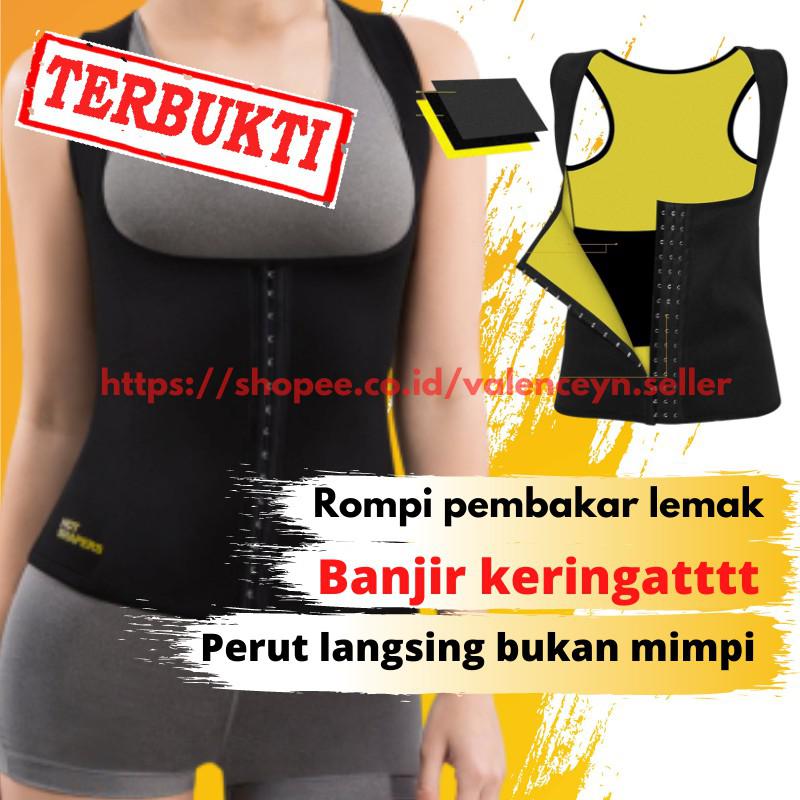 TERBUKTI
https://shopee.co.id/valenceyn.seller
Rompi pembakar lemak
HOT
SHAPERS
Banjir keringatttt
Perut langsing bukan mimpi